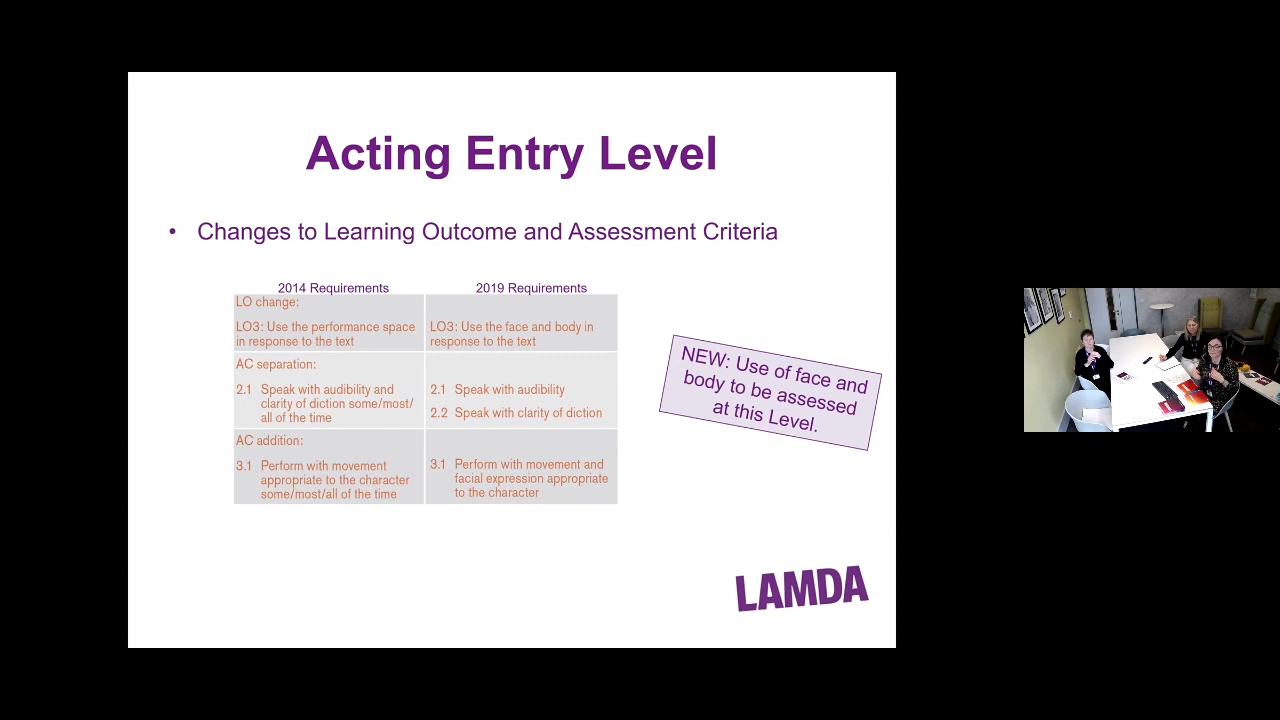 Acting Entry Level
• Changes to Learning Outcome and Assessment Criteria
2014 Requirements
2019 Requirements
LO change:
LO3: Use the performance space
in response to the text
LO3: Use the face and body in
response to the text
AC separation:
2.1 Speak with audibility and
clarity of diction some/most/
all of the time
2.1 Speak with audibility
2.2 Speak with clarity of diction
AC addition:
3.1 Perform with movement
appropriate to the character
some/most/all of the time
3.1 Perform with movement and
facial expression appropriate
to the character
NEW: Use of face and
body to be assessed
at this Level.
LAMDA